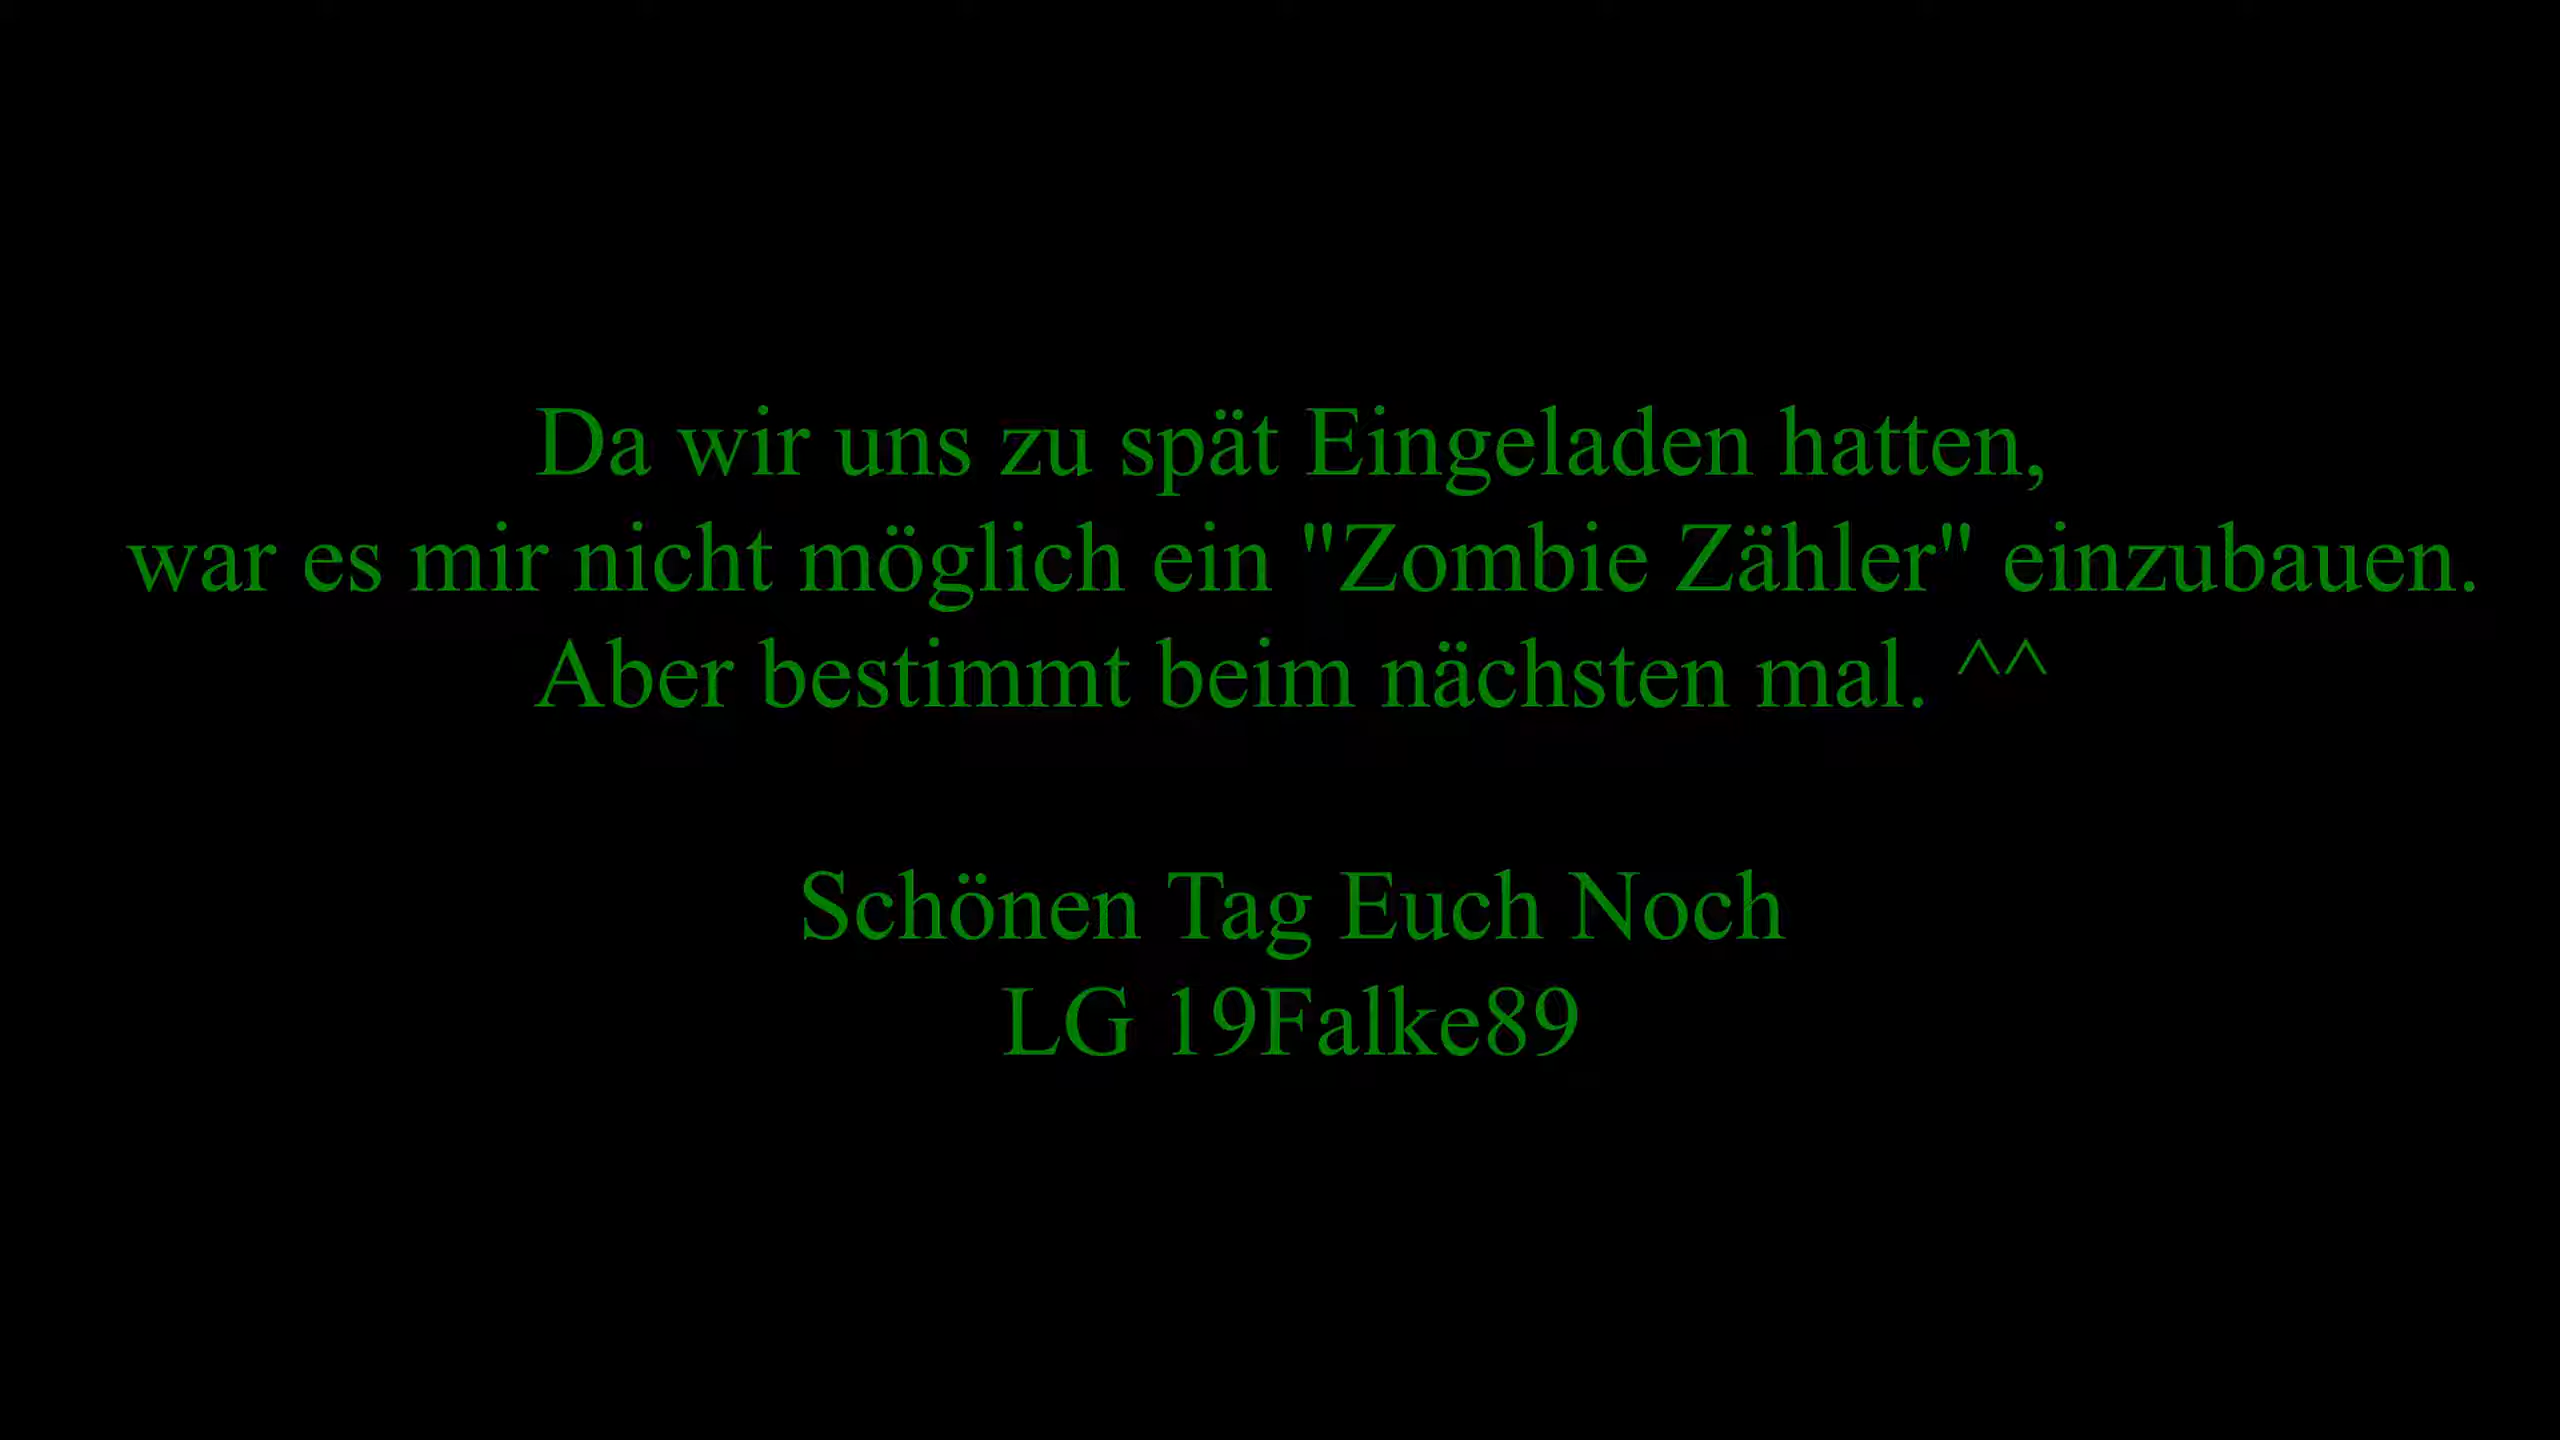 Da wir uns zu spät Eingeladen hatten,
war es mir nicht möglich ein "Zombie Zähler" einzubauen.
Aber bestimmt beim nächsten mal. ^^
Schönen Tag Euch Noch
LG 19Falke89